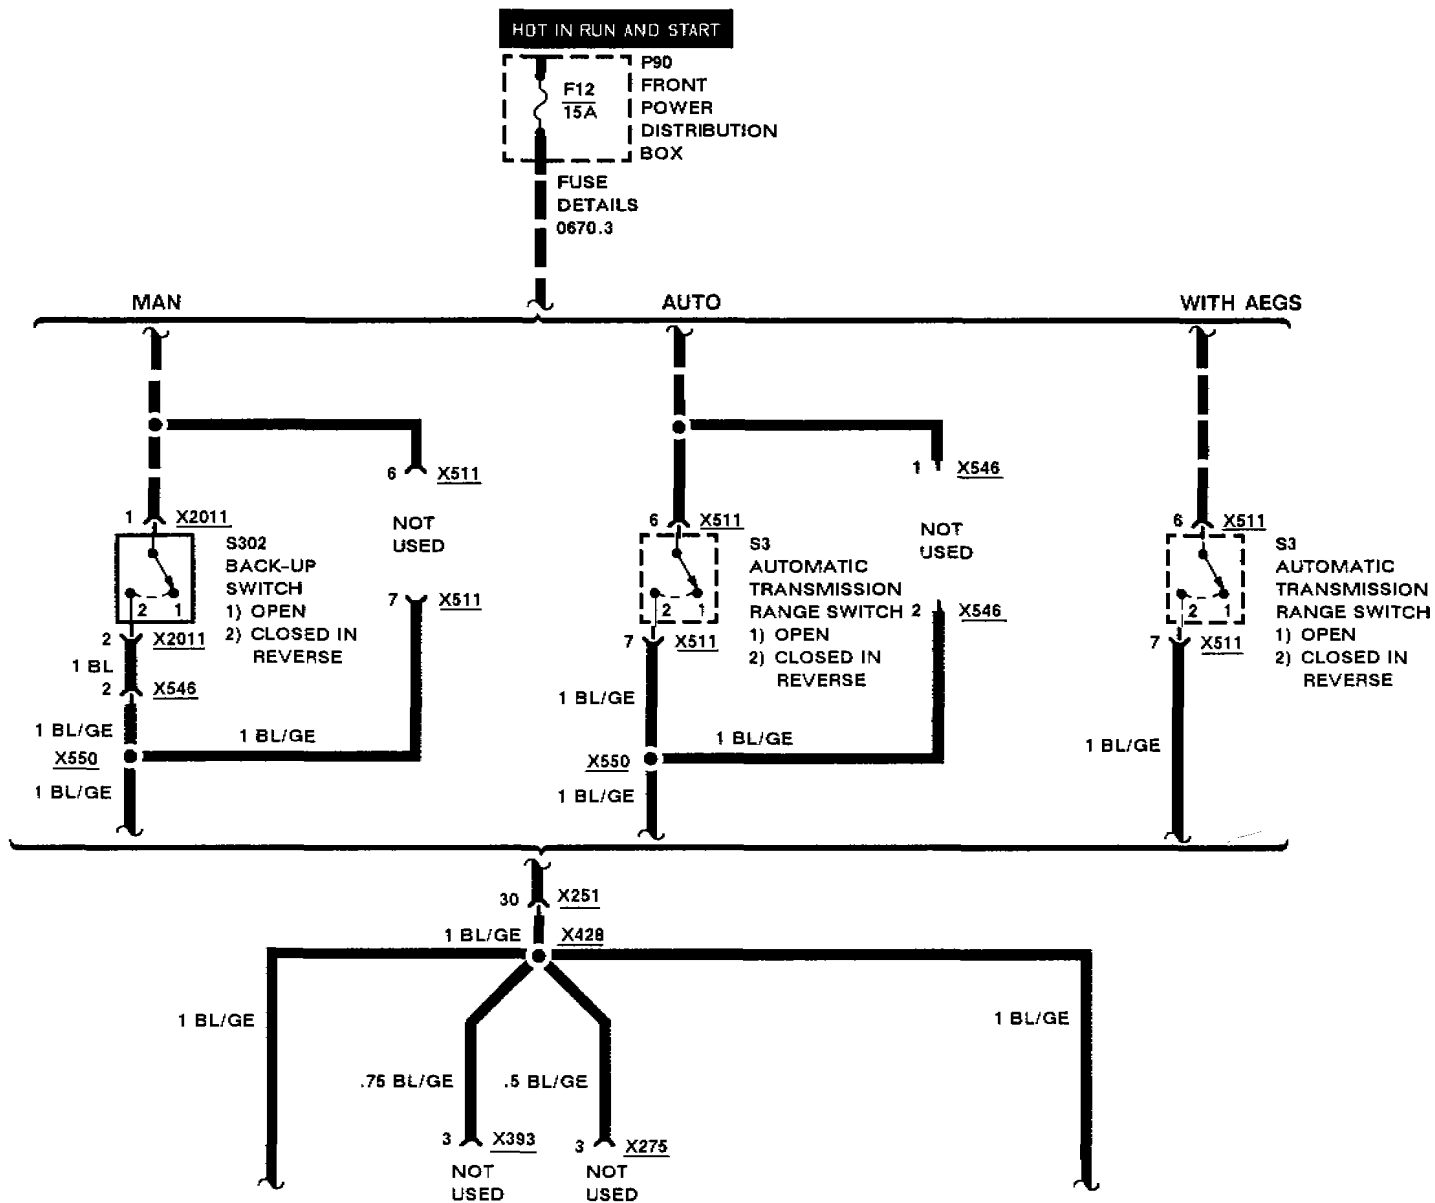 HOT IN RUN AND START
P90
FRONT
POWER
DISTRIBUTION
BOX
F12
15A
FUSE
DETAILS
0670.3
MAN
AUTO
WITH AEGS
6 X511
NOT
USED
7 X511
1 X546
NOT
USED
2 X546
1 X2011
S302
BACK-UP
SWITCH
1) OPEN
2) CLOSED IN
REVERSE
2 1
2 X2011
1 BL
2 X546
1 BL/GE
X550
1 BL/GE
1 BL/GE
6 X511
S3
AUTOMATIC
TRANSMISSION
RANGE SWITCH
1) OPEN
2) CLOSED IN
REVERSE
2 1
7 X511
1 BL/GE
1 BL/GE
X550
1 BL/GE
6 X511
S3
AUTOMATIC
TRANSMISSION
RANGE SWITCH
1) OPEN
2) CLOSED IN
REVERSE
2 1
7 X511
1 BL/GE
30 X251
1 BL/GE X428
1 BL/GE
1 BL/GE
.75 BL/GE
.5 BL/GE
3 X393
NOT
USED
3 X275
NOT
USED